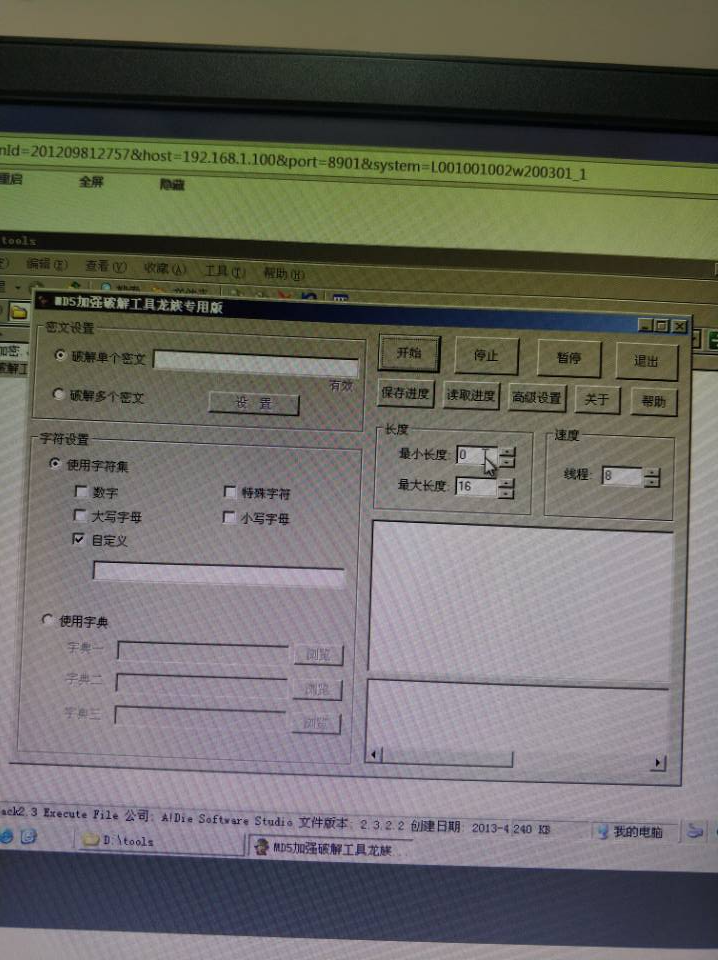 nId=201209812757&host=192.168.1.100&port=8901&system=L001001002w200301_1
重启 全屏 隐藏
tools
编辑(E) 查看(V) 收藏(A) 工具(T) 帮助(H)
MD5加强破解工具龙族专用版
密文设置
破解单个密文
有效
破解多个密文
设 置
开始 停止 暂停 退出
保存进度 读取进度 高级设置 关于 帮助
字符设置
使用字符集
数字 特殊字符
大写字母 小写字母
自定义
长度
最小长度: 0
最大长度: 16
速度
线程: 8
使用字典
字典一 浏览
字典二 浏览
字典三 浏览
ack2.3 Execute File 公司: A!Die Software Studio 文件版本: 2.3.2.2 创建日期: 2013-4 240 KB 我的电脑
D:\tools MD5加强破解工具龙族